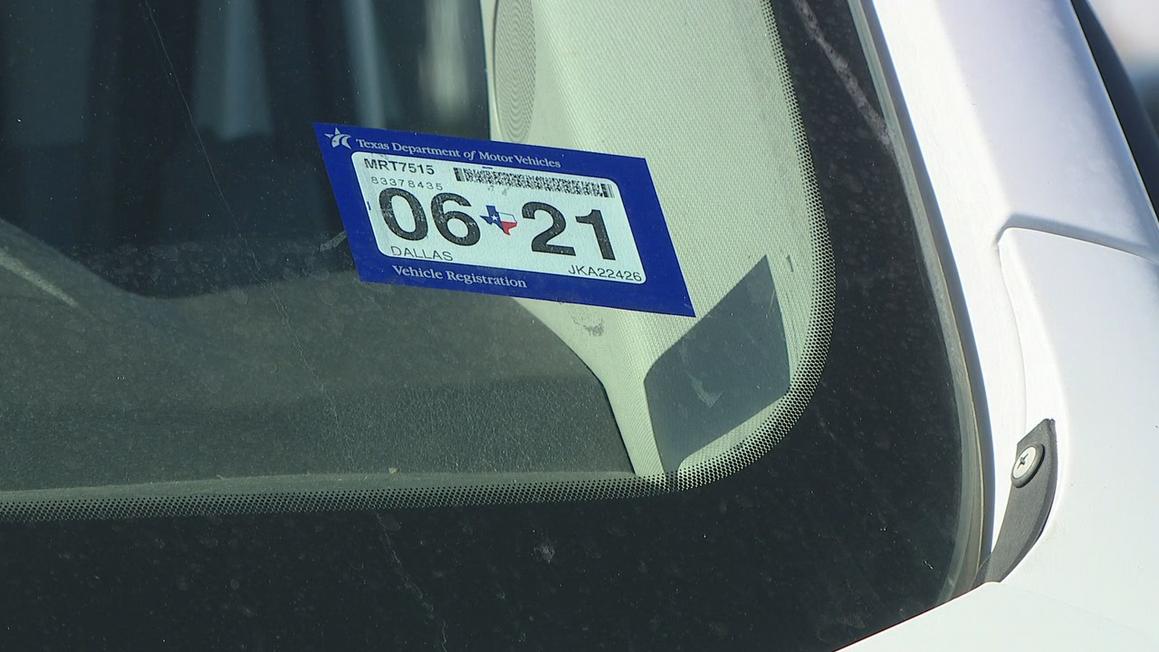 Texas Department of Motor Vehicles
MRT7515
83378435
06 21
DALLAS JKA22426
Vehicle Registration